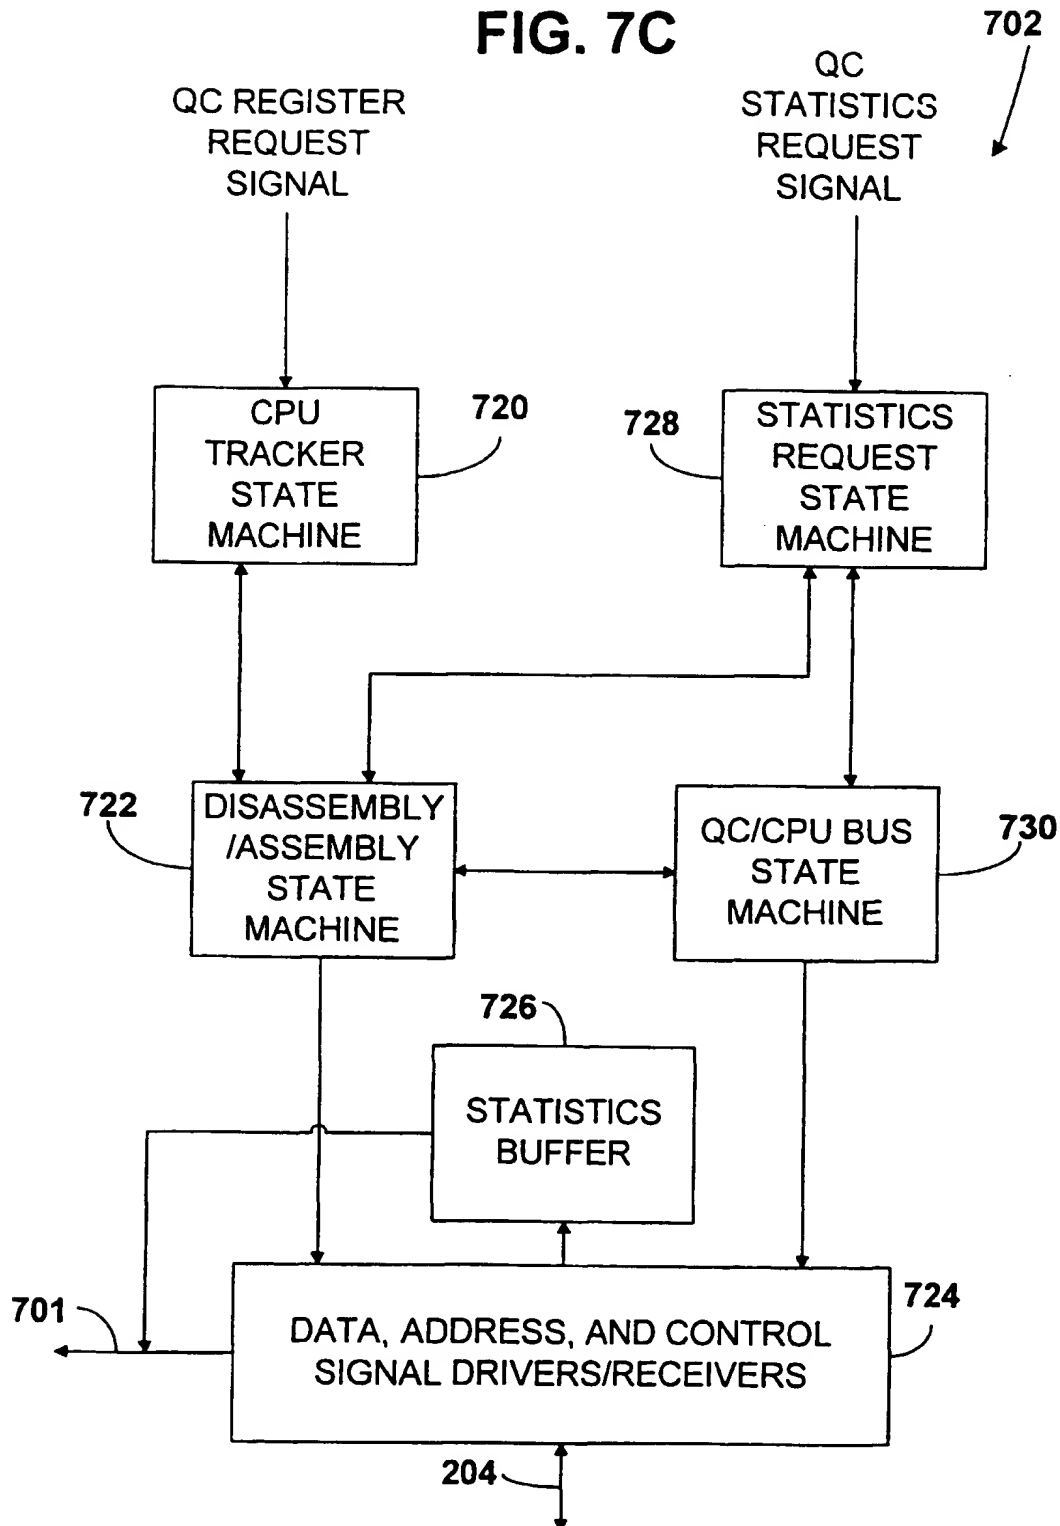 FIG. 7C
702
QC REGISTER
REQUEST
SIGNAL
QC
STATISTICS
REQUEST
SIGNAL
CPU
TRACKER
STATE
MACHINE
720
728
STATISTICS
REQUEST
STATE
MACHINE
722
DISASSEMBLY
/ASSEMBLY
STATE
MACHINE
QC/CPU BUS
STATE
MACHINE
730
726
STATISTICS
BUFFER
701
DATA, ADDRESS, AND CONTROL
SIGNAL DRIVERS/RECEIVERS
724
204